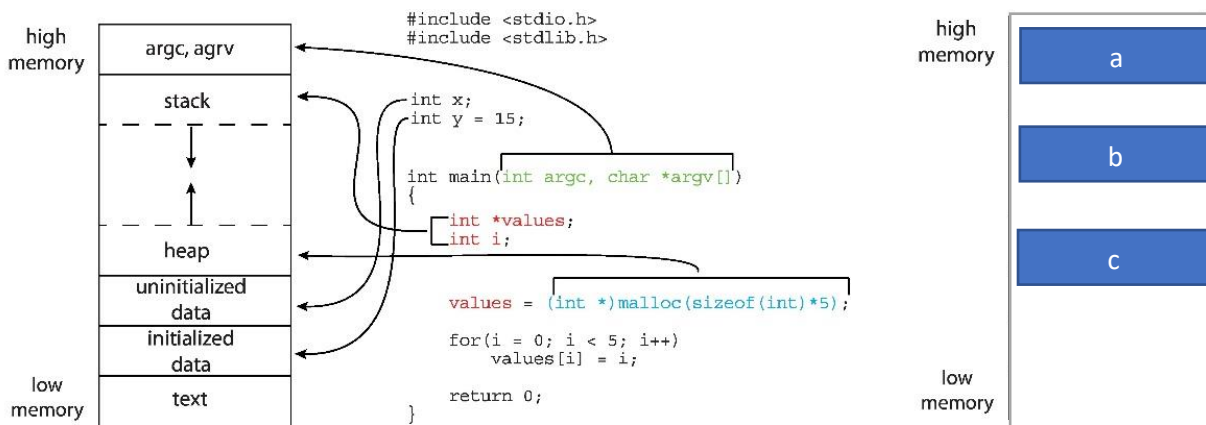 high
memory
argc, agrv
stack
heap
uninitialized
data
initialized
data
low
memory
text
#include <stdio.h>
#include <stdlib.h>
int x;
int y = 15;
int main(int argc, char *argv[])
{
int *values;
int i;
values = (int *)malloc(sizeof(int)*5);
for(i = 0; i < 5; i++)
values[i] = i;
return 0;
}
high
memory
a
b
c
low
memory